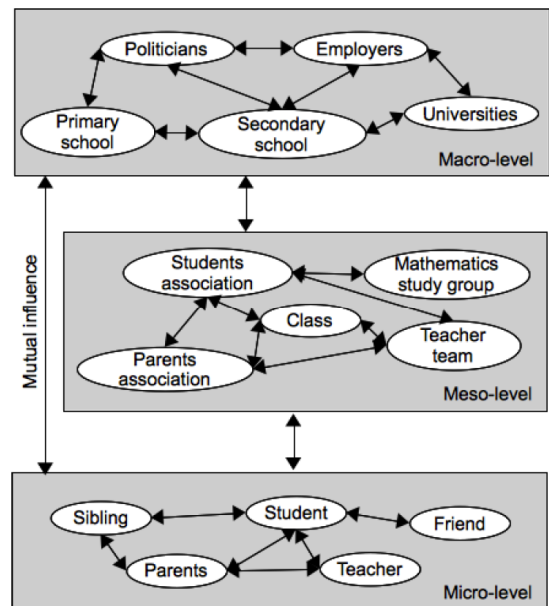 Politicians
Employers
Primary
school
Secondary
school
Universities
Macro-level
Mutual influence
Students
association
Mathematics
study group
Class
Parents
association
Teacher
team
Meso-level
Sibling
Student
Friend
Parents
Teacher
Micro-level